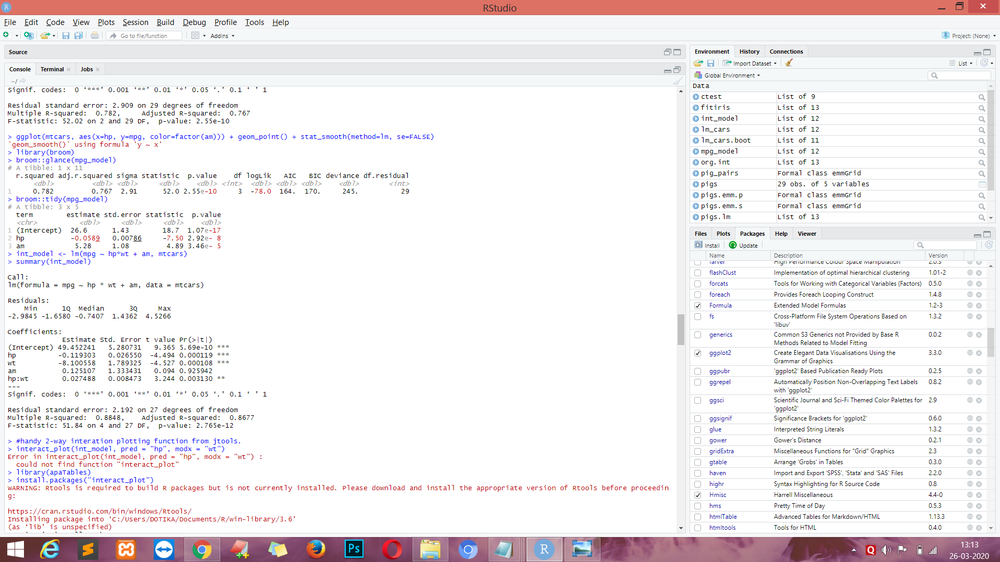 RStudio
File Edit Code View Plots Session Build Debug Profile Tools Help
Go to file/function Addins Project: (None)
Source
Console Terminal Jobs
~/
Signif. codes:  0 ‘***’ 0.001 ‘**’ 0.01 ‘*’ 0.05 ‘.’ 0.1 ‘ ’ 1
Residual standard error: 2.909 on 29 degrees of freedom
Multiple R-squared:  0.782,	Adjusted R-squared:  0.767
F-statistic: 52.02 on 2 and 29 DF,  p-value: 2.55e-10
> ggplot(mtcars, aes(x=hp, y=mpg, color=factor(am))) + geom_point() + stat_smooth(method=lm, se=FALSE)
`geom_smooth()` using formula 'y ~ x'
> library(broom)
> broom::glance(mpg_model)
# A tibble: 1 x 11
r.squared adj.r.squared sigma statistic  p.value    df logLik   AIC   BIC deviance df.residual
<dbl> <dbl> <dbl> <dbl> <dbl> <int> <dbl> <dbl> <dbl> <dbl> <int>
1 0.782 0.767 2.91 52.0 2.55e-10 3 -78.0 164. 170. 245. 29
> broom::tidy(mpg_model)
# A tibble: 3 x 5
term estimate std.error statistic p.value
<chr> <dbl> <dbl> <dbl> <dbl>
1 (Intercept) 26.6 1.43 18.7 1.07e-17
2 hp -0.0589 0.00786 -7.50 2.92e- 8
3 am 5.28 1.08 4.89 3.46e- 5
> int_model <- lm(mpg ~ hp*wt + am, mtcars)
> summary(int_model)
Call:
lm(formula = mpg ~ hp * wt + am, data = mtcars)
Residuals:
Min 1Q Median 3Q Max
-2.9845 -1.6580 -0.7407 1.4362 4.5266
Coefficients:
Estimate Std. Error t value Pr(>|t|)
(Intercept) 49.452241 5.280731 9.365 5.69e-10 ***
hp -0.119303 0.026550 -4.494 0.000119 ***
wt -8.100558 1.789325 -4.527 0.000108 ***
am 0.125107 1.333431 0.094 0.925942
hp:wt 0.027488 0.008473 3.244 0.003130 **
---
Signif. codes:  0 ‘***’ 0.001 ‘**’ 0.01 ‘*’ 0.05 ‘.’ 0.1 ‘ ’ 1
Residual standard error: 2.192 on 27 degrees of freedom
Multiple R-squared:  0.8848,	Adjusted R-squared:  0.8677
F-statistic: 51.84 on 4 and 27 DF,  p-value: 2.765e-12
> #handy 2-way interation plotting function from jtools.
> interact_plot(int_model, pred = "hp", modx = "wt")
Error in interact_plot(int_model, pred = "hp", modx = "wt") :
could not find function "interact_plot"
> library(apaTables)
> install.packages("interact_plot")
WARNING: Rtools is required to build R packages but is not currently installed. Please download and install the appropriate version of Rtools before proceedin
g:
https://cran.rstudio.com/bin/windows/Rtools/
Installing package into ‘C:/Users/DOTIKA/Documents/R/win-library/3.6’
(as ‘lib’ is unspecified)
Environment History Connections
Import Dataset List
Global Environment
Data
ctest List of 9
fitiris List of 13
int_model List of 12
lm_cars List of 12
lm_cars.boot List of 11
mpg_model List of 12
org.int List of 13
pig_pairs Formal class emmGrid
pigs 29 obs. of 5 variables
pigs.emm.p Formal class emmGrid
pigs.emm.s Formal class emmGrid
pigs.lm List of 13
Files Plots Packages Help Viewer
Install Update
Name Description Version
farver High Performance Colour Space Manipulation 2.0.3
flashClust Implementation of optimal hierarchical clustering 1.01-2
forcats Tools for Working with Categorical Variables (Factors) 0.5.0
foreach Provides Foreach Looping Construct 1.4.8
Formula Extended Model Formulas 1.2-3
fs Cross-Platform File System Operations Based on 1.3.2
'libuv'
generics Common S3 Generics not Provided by Base R 0.0.2
Methods Related to Model Fitting
ggplot2 Create Elegant Data Visualisations Using the 3.3.0
Grammar of Graphics
ggpubr 'ggplot2' Based Publication Ready Plots 0.2.5
ggrepel Automatically Position Non-Overlapping Text Labels 0.8.2
with 'ggplot2'
ggsci Scientific Journal and Sci-Fi Themed Color Palettes for 2.9
'ggplot2'
ggsignif Significance Brackets for 'ggplot2' 0.6.0
glue Interpreted String Literals 1.3.2
gower Gower's Distance 0.2.1
gridExtra Miscellaneous Functions for "Grid" Graphics 2.3
gtable Arrange 'Grobs' in Tables 0.3.0
haven Import and Export 'SPSS', 'Stata' and 'SAS' Files 2.2.0
highr Syntax Highlighting for R Source Code 0.8
Hmisc Harrell Miscellaneous 4.4-0
hms Pretty Time of Day 0.5.3
htmlTable Advanced Tables for Markdown/HTML 1.13.3
htmltools Tools for HTML 0.4.0
Ps
R
Q
13:13
26-03-2020